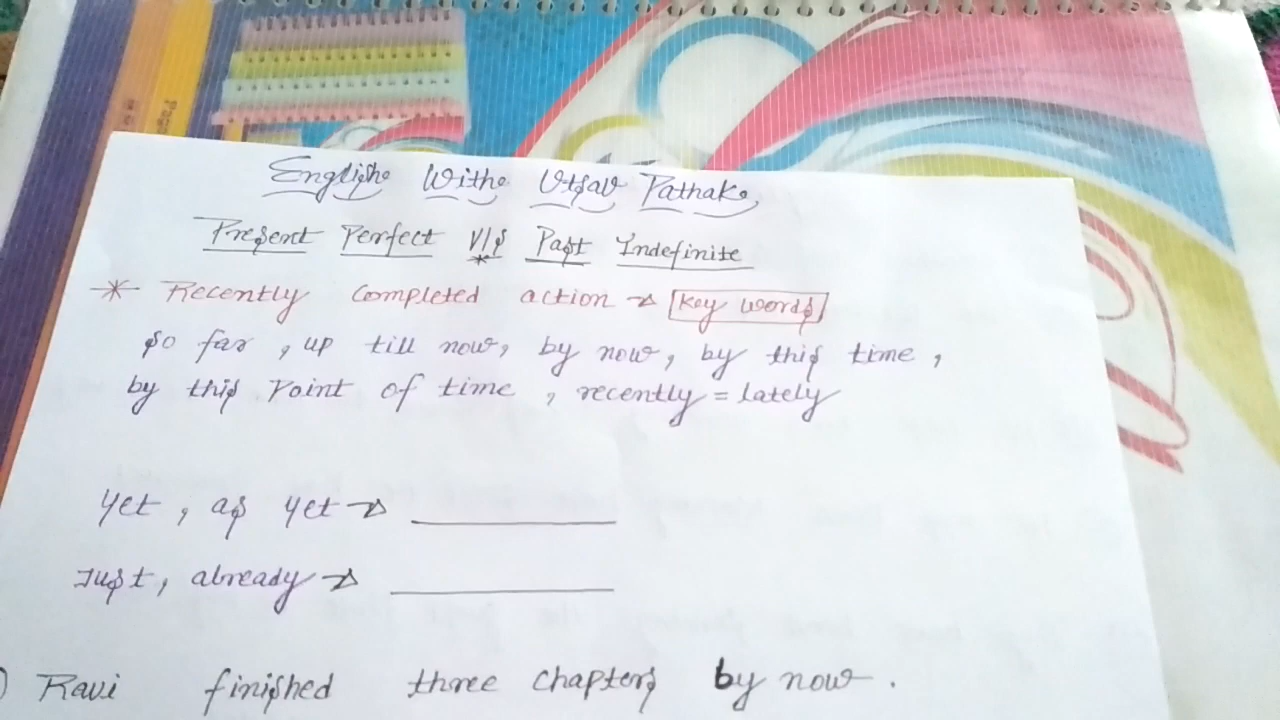 English With Utsav Pathak
Present Perfect V/s Past Indefinite
* Recently completed action → Key words
so far, up till now, by now, by this time,
by this point of time, recently = lately
yet, as yet →
Just, already →
) Ravi finished three chapters by now.